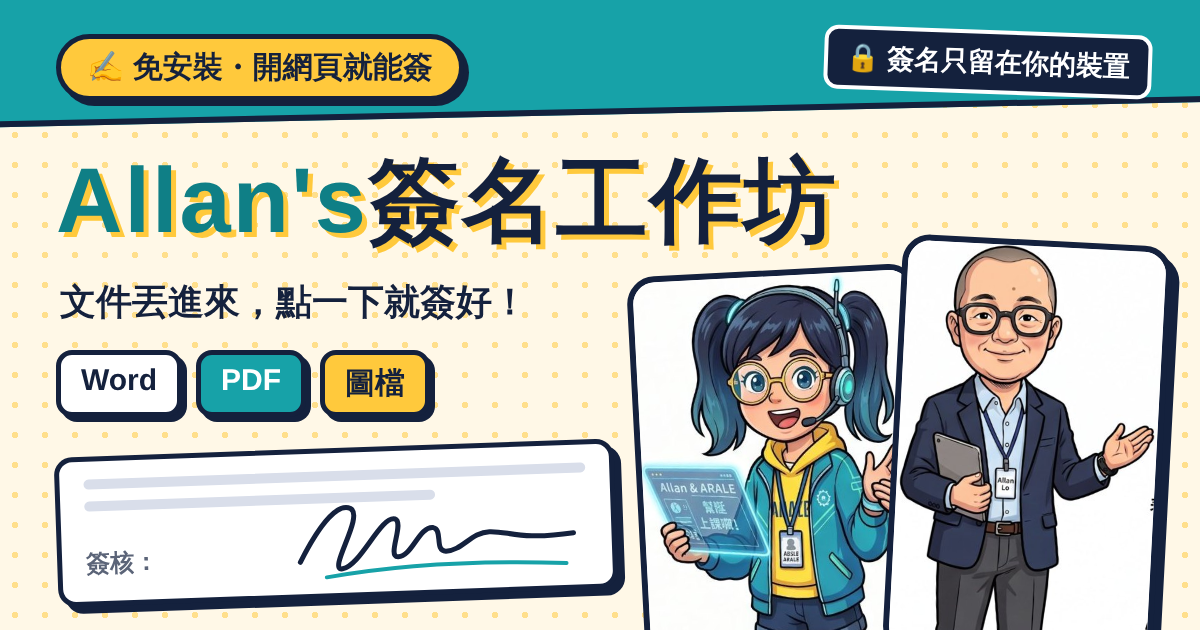 ✍️ 免安裝・開網頁就能簽
🔒 簽名只留在你的裝置
Allan's簽名工作坊
文件丟進來，點一下就簽好！
Word
PDF
圖檔
簽核：
Allan & ARALE
上課囉!
ARALE
Allan
Lo